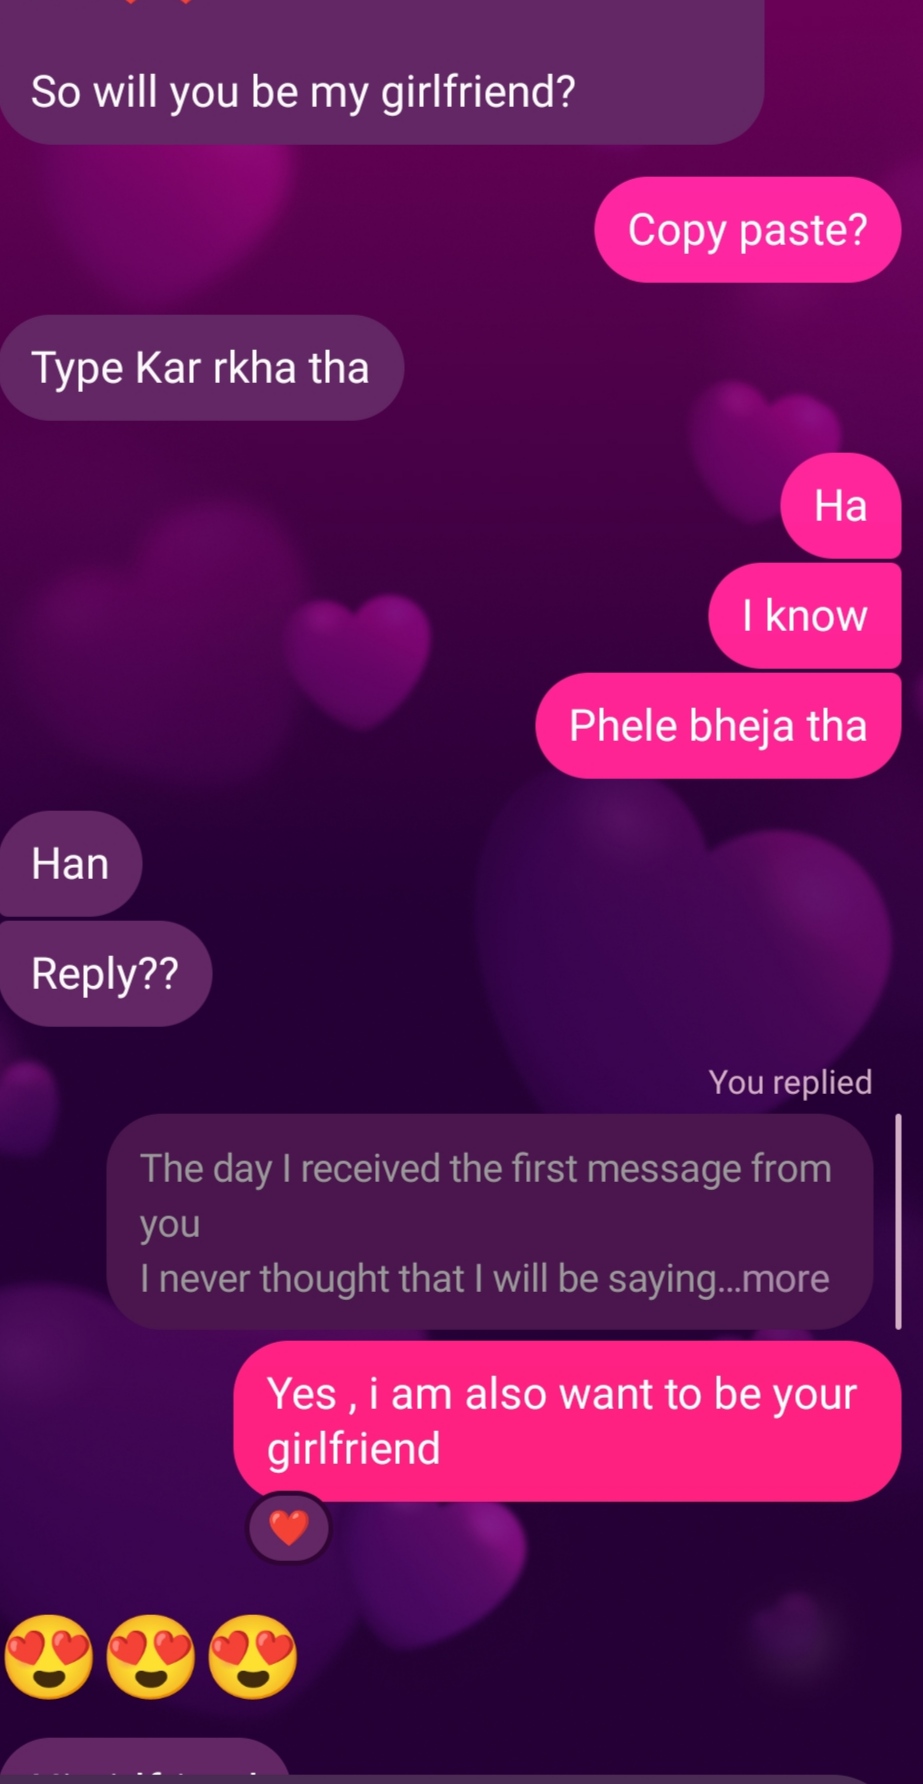 So will you be my girlfriend?
Copy paste?
Type Kar rkha tha
Ha
I know
Phele bheja tha
Han
Reply??
You replied
The day I received the first message from
you
I never thought that I will be saying...more
Yes , i am also want to be your
girlfriend